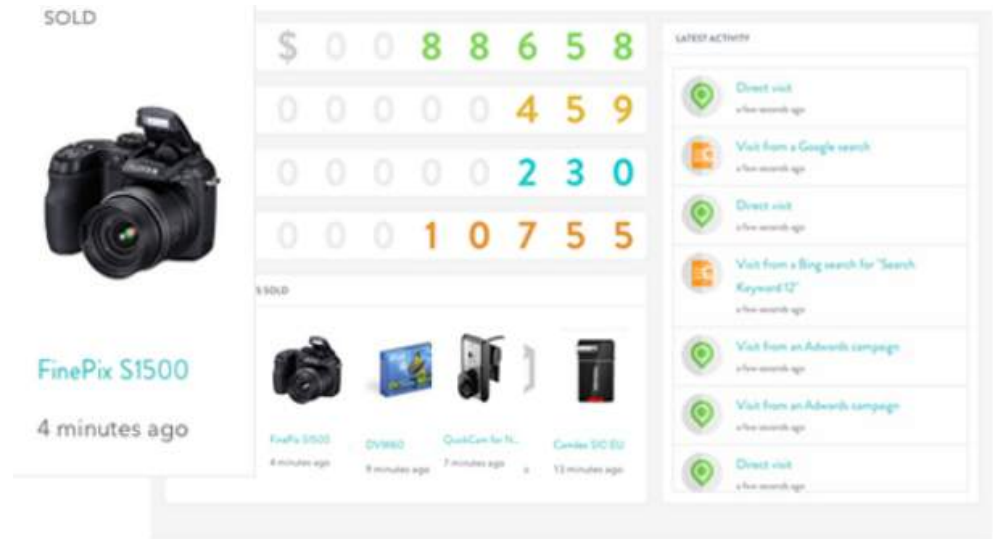 SOLD
FinePix S1500
4 minutes ago
$ 0 0 8 8 6 5 8
0 0 0 0 0 4 5 9
0 0 0 0 0 2 3 0
0 0 0 1 0 7 5 5
S SOLD
FinePix S1500
4 minutes ago
9 minutes ago
QuickCam for N...
7 minutes ago
13 minutes ago
LATEST ACTIVITY
Direct visit
a few seconds ago
Visit from a Google search
a few seconds ago
Direct visit
a few seconds ago
Visit from a Bing search for "Search
Keyword 12"
a few seconds ago
Visit from an Adwords campaign
a few seconds ago
Visit from an Adwords campaign
a few seconds ago
Direct visit
a few seconds ago